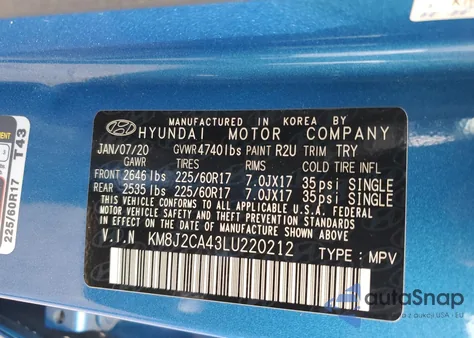 MANUFACTURED IN KOREA BY
HYUNDAI MOTOR COMPANY
JAN/07/20 GVWR 4740 lbs PAINT R2U TRIM TRY
GAWR TIRES RIMS COLD TIRE INFL
FRONT 2646 lbs 225/60R17 7.0JX17 35psi SINGLE
REAR 2535 lbs 225/60R17 7.0JX17 35psi SINGLE
THIS VEHICLE CONFORMS TO ALL APPLICABLE U.S.A FEDERAL
MOTOR VEHICLE SAFETY AND THEFT PREVENTION STANDARDS
IN EFFECT ON THE DATE OF MANUFACTURE SHOWN ABOVE
V.I.N KM8J2CA43LU220212
TYPE : MPV
T43
225/60R17
autoSnap